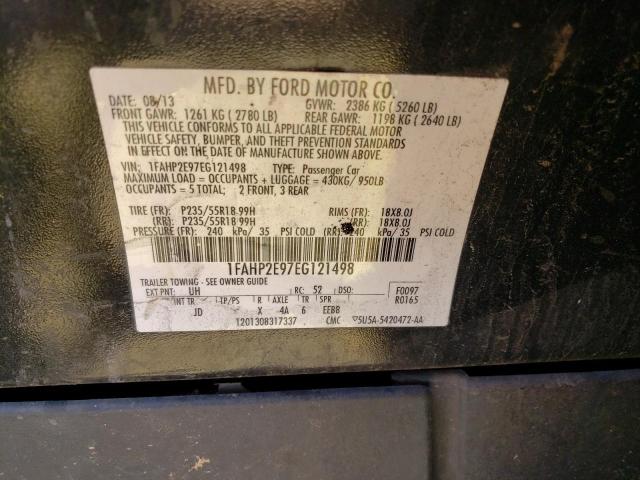 MFD. BY FORD MOTOR CO.
DATE: 08/13 GVWR: 2386 KG ( 5260 LB)
FRONT GAWR: 1261 KG ( 2780 LB) REAR GAWR: 1198 KG ( 2640 LB)
THIS VEHICLE CONFORMS TO ALL APPLICABLE FEDERAL MOTOR
VEHICLE SAFETY, BUMPER, AND THEFT PREVENTION STANDARDS
IN EFFECT ON THE DATE OF MANUFACTURE SHOWN ABOVE.
VIN: 1FAHP2E97EG121498 TYPE: Passenger Car
MAXIMUM LOAD = OCCUPANTS + LUGGAGE = 430KG/ 950LB
OCCUPANTS = 5 TOTAL: 2 FRONT, 3 REAR
TIRE (FR): P235/55R18 99H RIMS (FR): 18X8.0J
(RR): P235/55R18 99H (RR): 18X8.0J
PRESSURE (FR): 240 kPa/ 35 PSI COLD (RR): 240 kPa/ 35 PSI COLD
1FAHP2E97EG121498
TRAILER TOWING - SEE OWNER GUIDE
EXT PNT: UH RC: 52 DSO: F0097
INT TR TP/PS R AXLE TR SPR R0165
JD X 4A 6 EEBB
1201308317337 CMC 5U5A-5420472-AA